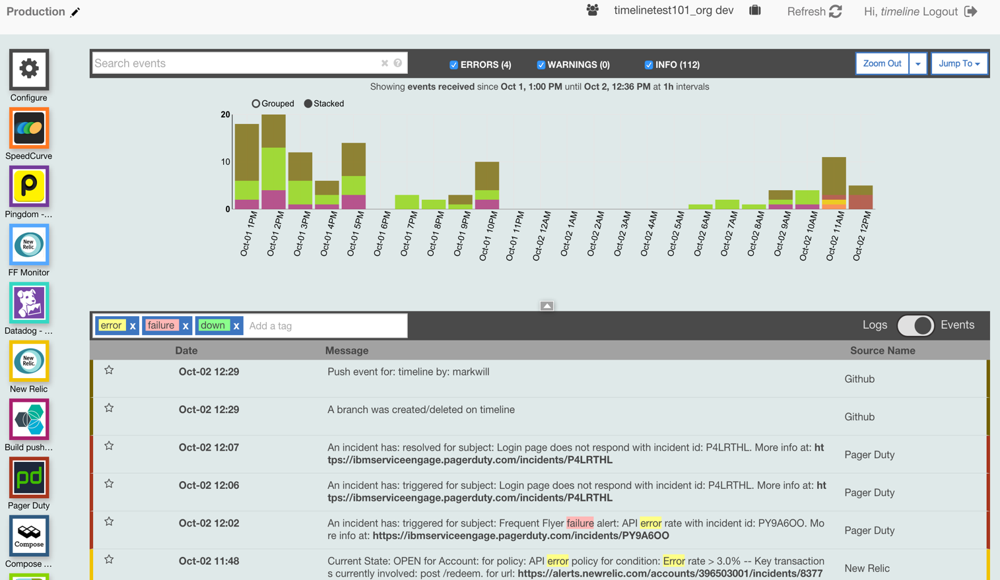 Production
timelinetest101_org dev
Refresh
Hi, timeline Logout
Search events
ERRORS (4)
WARNINGS (0)
INFO (112)
Zoom Out
Jump To
Showing events received since Oct 1, 1:00 PM until Oct 2, 12:36 PM at 1h intervals
Grouped
Stacked
20
10
0
Oct-01 1PM
Oct-01 2PM
Oct-01 3PM
Oct-01 4PM
Oct-01 5PM
Oct-01 6PM
Oct-01 7PM
Oct-01 8PM
Oct-01 9PM
Oct-01 10PM
Oct-01 11PM
Oct-02 12AM
Oct-02 1AM
Oct-02 2AM
Oct-02 3AM
Oct-02 4AM
Oct-02 5AM
Oct-02 6AM
Oct-02 7AM
Oct-02 8AM
Oct-02 9AM
Oct-02 10AM
Oct-02 11AM
Oct-02 12PM
Configure
SpeedCurve
Pingdom -...
New
Relic
FF Monitor
Datadog - ...
New
Relic.
New Relic
Build push...
pd
Pager Duty
Compose
Compose ...
error x
failure x
down x
Add a tag
Logs
Events
Date
Message
Source Name
Oct-02 12:29
Push event for: timeline by: markwill
Github
Oct-02 12:29
A branch was created/deleted on timeline
Github
Oct-02 12:07
An incident has: resolved for subject: Login page does not respond with incident id: P4LRTHL. More info at: ht
tps://ibmserviceengage.pagerduty.com/incidents/P4LRTHL
Pager Duty
Oct-02 12:06
An incident has: triggered for subject: Login page does not respond with incident id: P4LRTHL. More info at: ht
tps://ibmserviceengage.pagerduty.com/incidents/P4LRTHL
Pager Duty
Oct-02 12:02
An incident has: triggered for subject: Frequent Flyer failure alert: API error rate with incident id: PY9A6OO. Mo
re info at: https://ibmserviceengage.pagerduty.com/incidents/PY9A6OO
Pager Duty
Oct-02 11:48
Current State: OPEN for Account: for policy: API error policy for condition: Error rate > 3.0% -- Key transaction
s currently involved: post /redeem. for url: https://alerts.newrelic.com/accounts/396503001/incidents/8377
New Relic